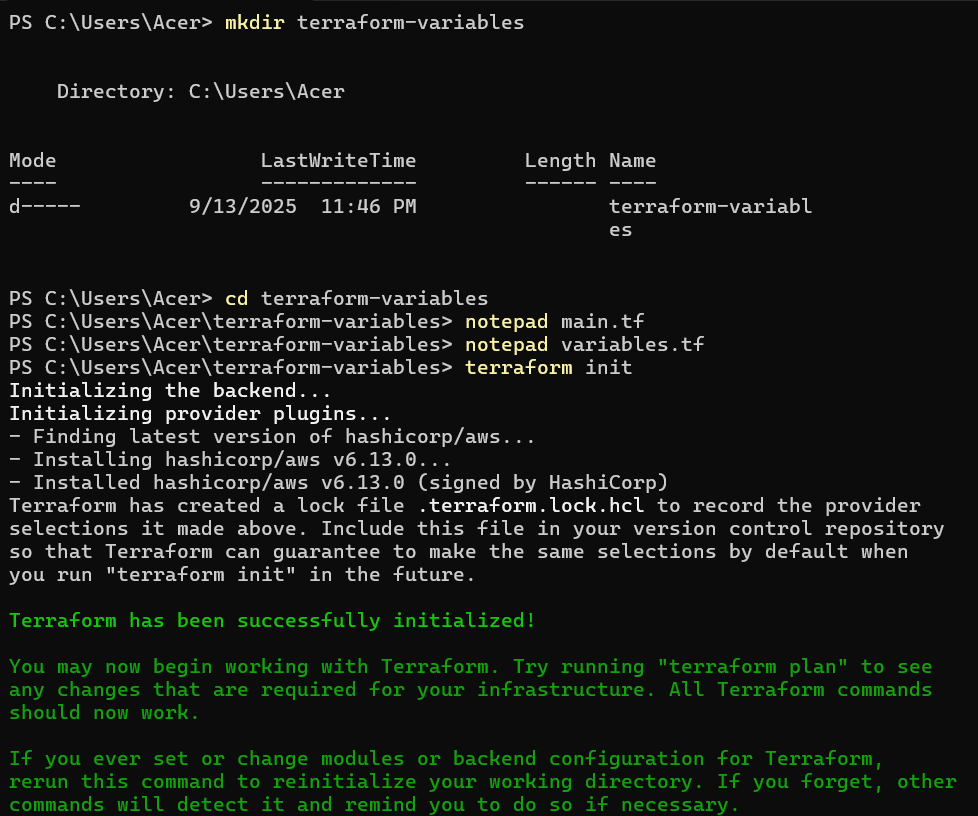 PS C:\Users\Acer> mkdir terraform-variables
Directory: C:\Users\Acer
Mode                 LastWriteTime         Length Name
----                 -------------         ------ ----
d-----         9/13/2025  11:46 PM                terraform-variabl
es
PS C:\Users\Acer> cd terraform-variables
PS C:\Users\Acer\terraform-variables> notepad main.tf
PS C:\Users\Acer\terraform-variables> notepad variables.tf
PS C:\Users\Acer\terraform-variables> terraform init
Initializing the backend...
Initializing provider plugins...
- Finding latest version of hashicorp/aws...
- Installing hashicorp/aws v6.13.0...
- Installed hashicorp/aws v6.13.0 (signed by HashiCorp)
Terraform has created a lock file .terraform.lock.hcl to record the provider
selections it made above. Include this file in your version control repository
so that Terraform can guarantee to make the same selections by default when
you run "terraform init" in the future.
Terraform has been successfully initialized!
You may now begin working with Terraform. Try running "terraform plan" to see
any changes that are required for your infrastructure. All Terraform commands
should now work.
If you ever set or change modules or backend configuration for Terraform,
rerun this command to reinitialize your working directory. If you forget, other
commands will detect it and remind you to do so if necessary.